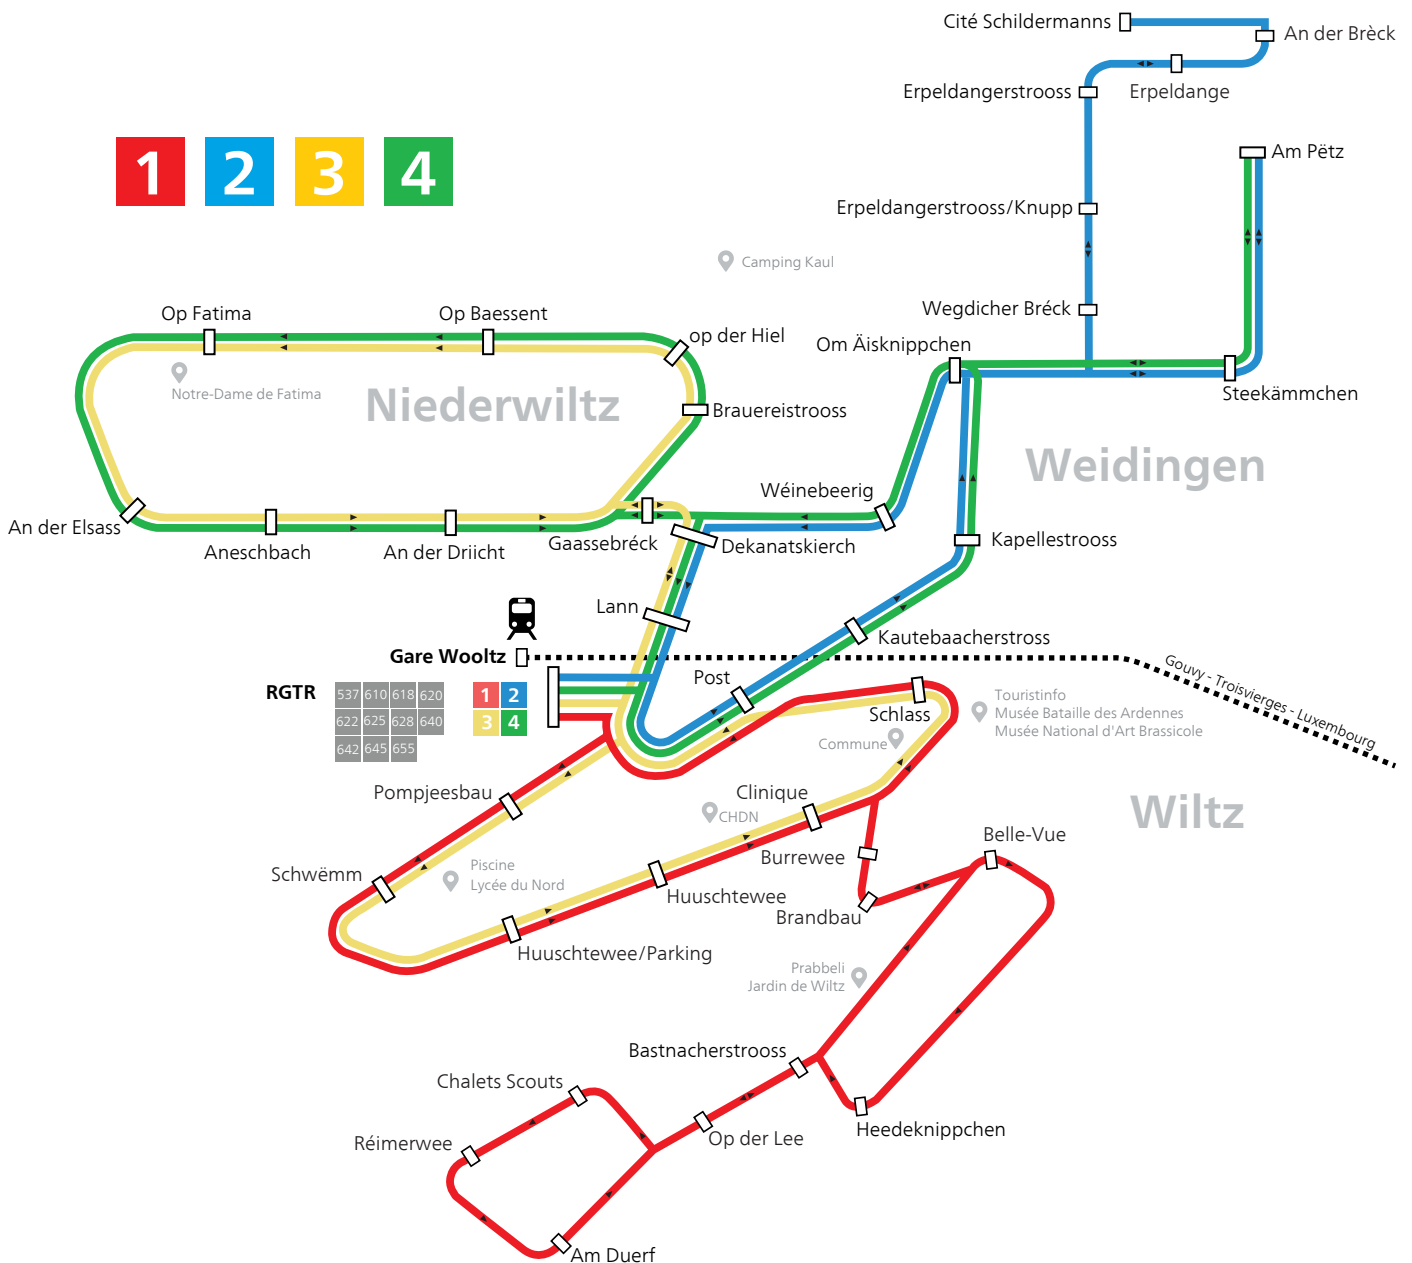 Cité Schildermanns
An der Brèck
Erpeldangerstrooss
Erpeldange
1 2 3 4
Am Pëtz
Erpeldangerstrooss/Knupp
Camping Kaul
Wegdicher Bréck
Op Fatima
Op Baessent
op der Hiel
Om Äisknippchen
Notre-Dame de Fatima
Niederwiltz
Steekämmchen
Brauereistrooss
Weidingen
Wéinebeerig
An der Elsass
Aneschbach
An der Driicht
Gaassebréck
Dekanatskierch
Kapellestrooss
Lann
Kautebaacherstross
Gare Wooltz
Gouvy - Troisvierges - Luxembourg
Post
RGTR
537 610 618 620
622 625 628 640
642 645 655
1 2
3 4
Schlass
Touristinfo
Musée Bataille des Ardennes
Musée National d'Art Brassicole
Commune
Pompjeesbau
Clinique
CHDN
Wiltz
Belle-Vue
Burrewee
Schwëmm
Piscine
Lycée du Nord
Huuschtewee
Brandbau
Huuschtewee/Parking
Prabbeli
Jardin de Wiltz
Bastnacherstrooss
Chalets Scouts
Réimerwee
Op der Lee
Heedeknippchen
Am Duerf